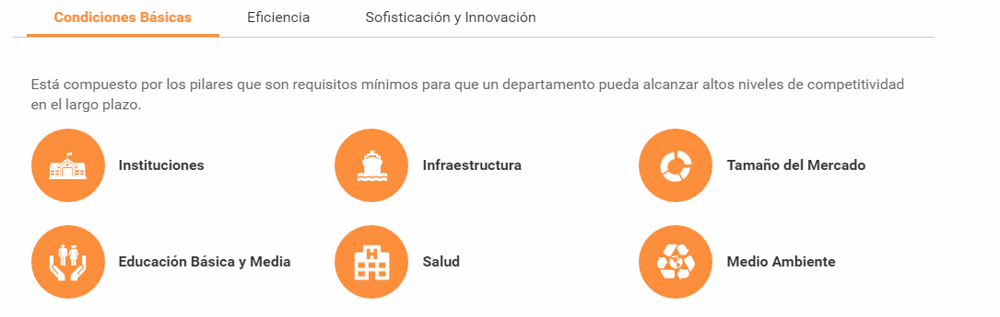 Condiciones Básicas Eficiencia Sofisticación y Innovación
Está compuesto por los pilares que son requisitos mínimos para que un departamento pueda alcanzar altos niveles de competitividad
en el largo plazo.
Instituciones Infraestructura Tamaño del Mercado
Educación Básica y Media Salud Medio Ambiente